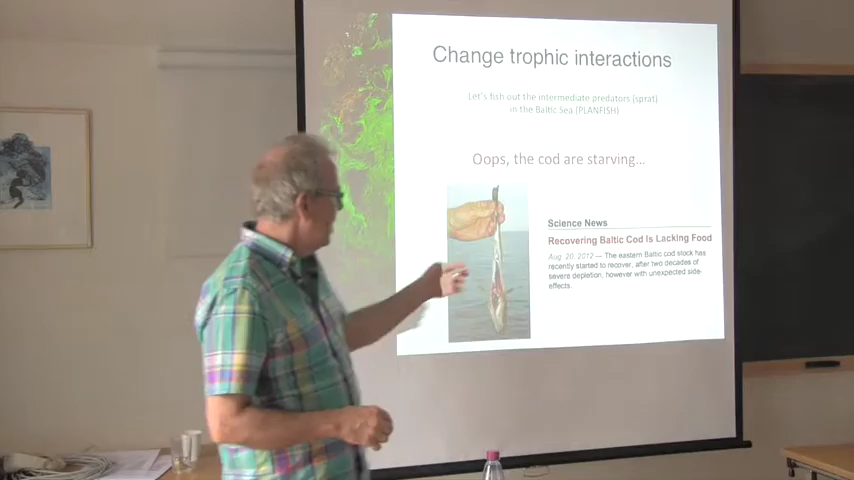 Change trophic interactions
Let's fish out the intermediate predators (sprat)
in the Baltic Sea (PLANFISH)
Oops, the cod are starving...
Science News
Recovering Baltic Cod Is Lacking Food
Aug. 20, 2012 — The eastern Baltic cod stock has
recently started to recover, after two decades of
severe depletion, however with unexpected side-
effects.